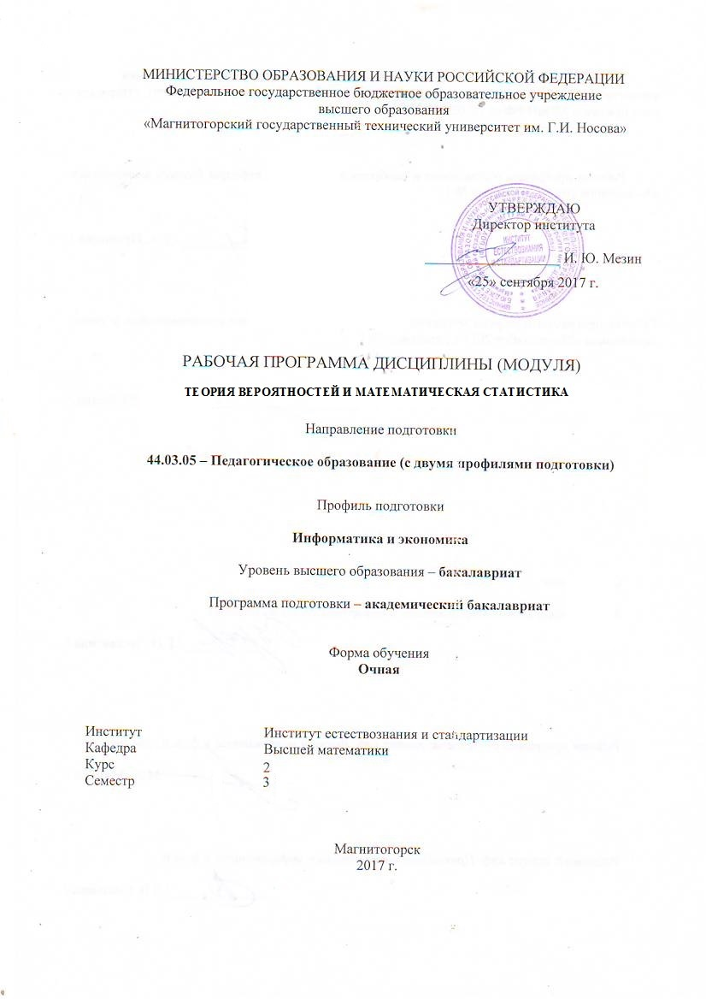 МИНИСТЕРСТВО ОБРАЗОВАНИЯ И НАУКИ РОССИЙСКОЙ ФЕДЕРАЦИИ
Федеральное государственное бюджетное образовательное учреждение
высшего образования
«Магнитогорский государственный технический университет им. Г.И. Носова»
УТВЕРЖДАЮ
Директор института
ИНСТИТУТ
ЕСТЕСТВОЗНАНИЯ
И СТАНДАРТИЗАЦИИ
И. Ю. Мезин
«25» сентября 2017 г.
РАБОЧАЯ ПРОГРАММА ДИСЦИПЛИНЫ (МОДУЛЯ)
ТЕОРИЯ ВЕРОЯТНОСТЕЙ И МАТЕМАТИЧЕСКАЯ СТАТИСТИКА
Направление подготовки
44.03.05 – Педагогическое образование (с двумя профилями подготовки)
Профиль подготовки
Информатика и экономика
Уровень высшего образования – бакалавриат
Программа подготовки – академический бакалавриат
Форма обучения
Очная
Институт Институт естествознания и стандартизации
Кафедра Высшей математики
Курс 2
Семестр 3
Магнитогорск
2017 г.